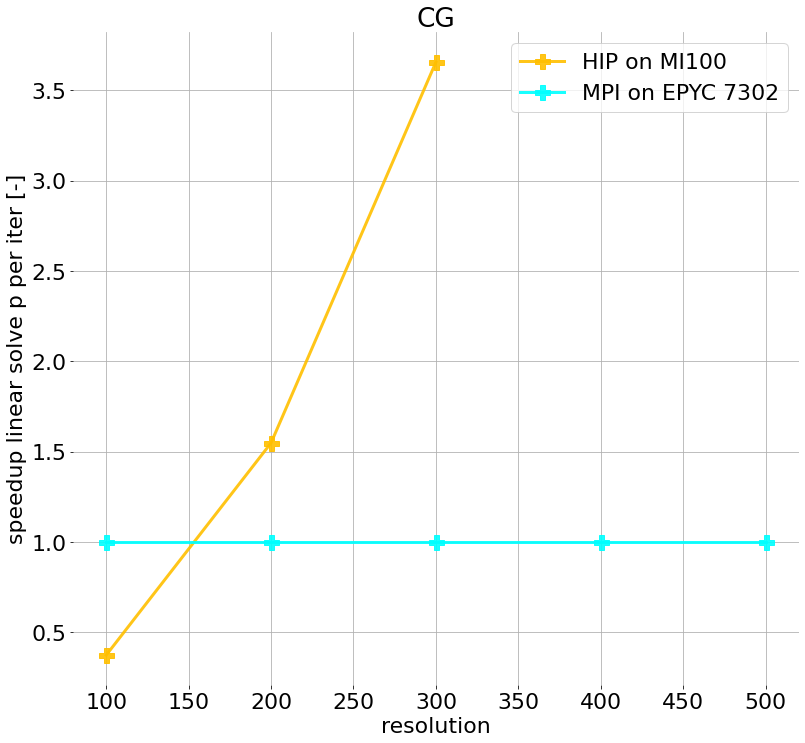 CG
HIP on MI100
MPI on EPYC 7302
speedup linear solve p per iter [-]
3.5
3.0
2.5
2.0
1.5
1.0
0.5
100 150 200 250 300 350 400 450 500
resolution